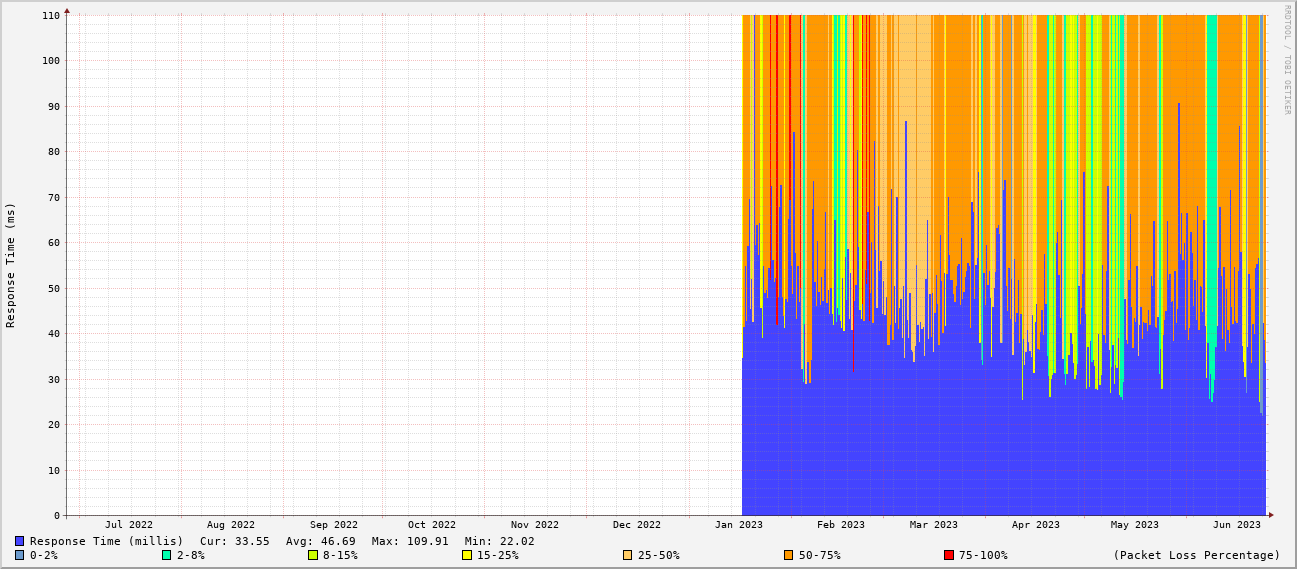 RRDTOOL / TOBI OETIKER
Response Time (ms)
110
100
90
80
70
60
50
40
30
20
10
0
Jul 2022 Aug 2022 Sep 2022 Oct 2022 Nov 2022 Dec 2022 Jan 2023 Feb 2023 Mar 2023 Apr 2023 May 2023 Jun 2023
Response Time (millis) Cur: 33.55 Avg: 46.69 Max: 109.91 Min: 22.02
0-2% 2-8% 8-15% 15-25% 25-50% 50-75% 75-100% (Packet Loss Percentage)